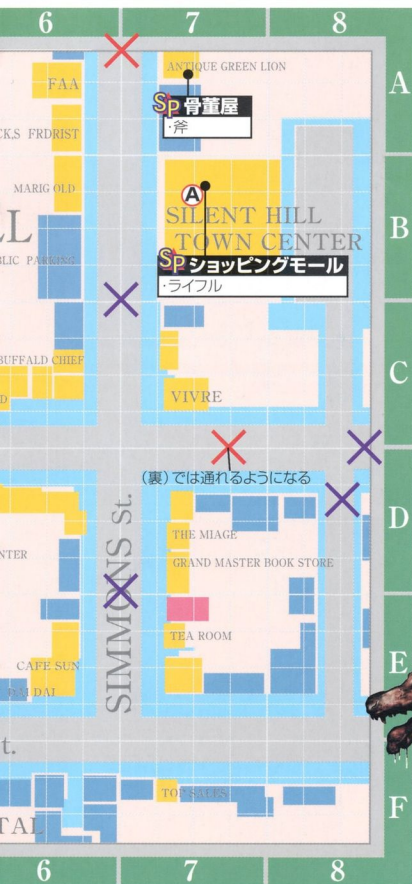 6 7 8
A
ANTIQUE GREEN LION
FAA
Sp 骨董屋
・斧
CK.S FRDRIST
MARIG OLD
A
B
SILENT HILL
TOWN CENTER
LL
BLIC PARKING
Sp ショッピングモール
・ライフル
BUFFALD CHIEF
C
VIVRE
D
(裏)では通れるようになる
D
SIMMONS St.
THE MIAGE
NTER
GRAND MASTER BOOK STORE
TEA ROOM
E
CAFE SUN
t.
TOP SALES
F
TAL
6 7 8